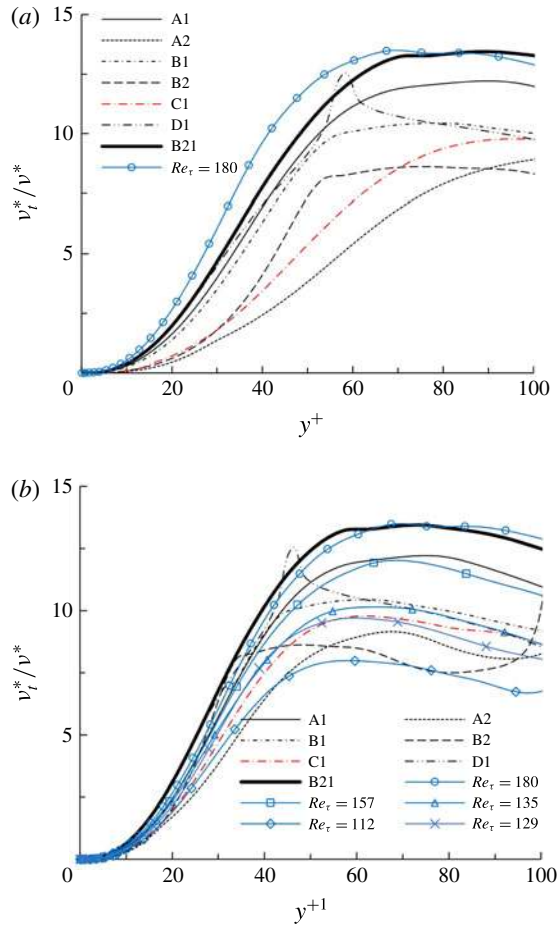 (a)
15
A1
A2
B1
B2
C1
D1
B21
Reτ = 180
10
νt*/ν*
5
0 20 40 60 80 100
y+
(b)
15
10
νt*/ν*
5
A1 A2
B1 B2
C1 D1
B21 Reτ = 180
Reτ = 157 Reτ = 135
Reτ = 112 Reτ = 129
0 20 40 60 80 100
y+1